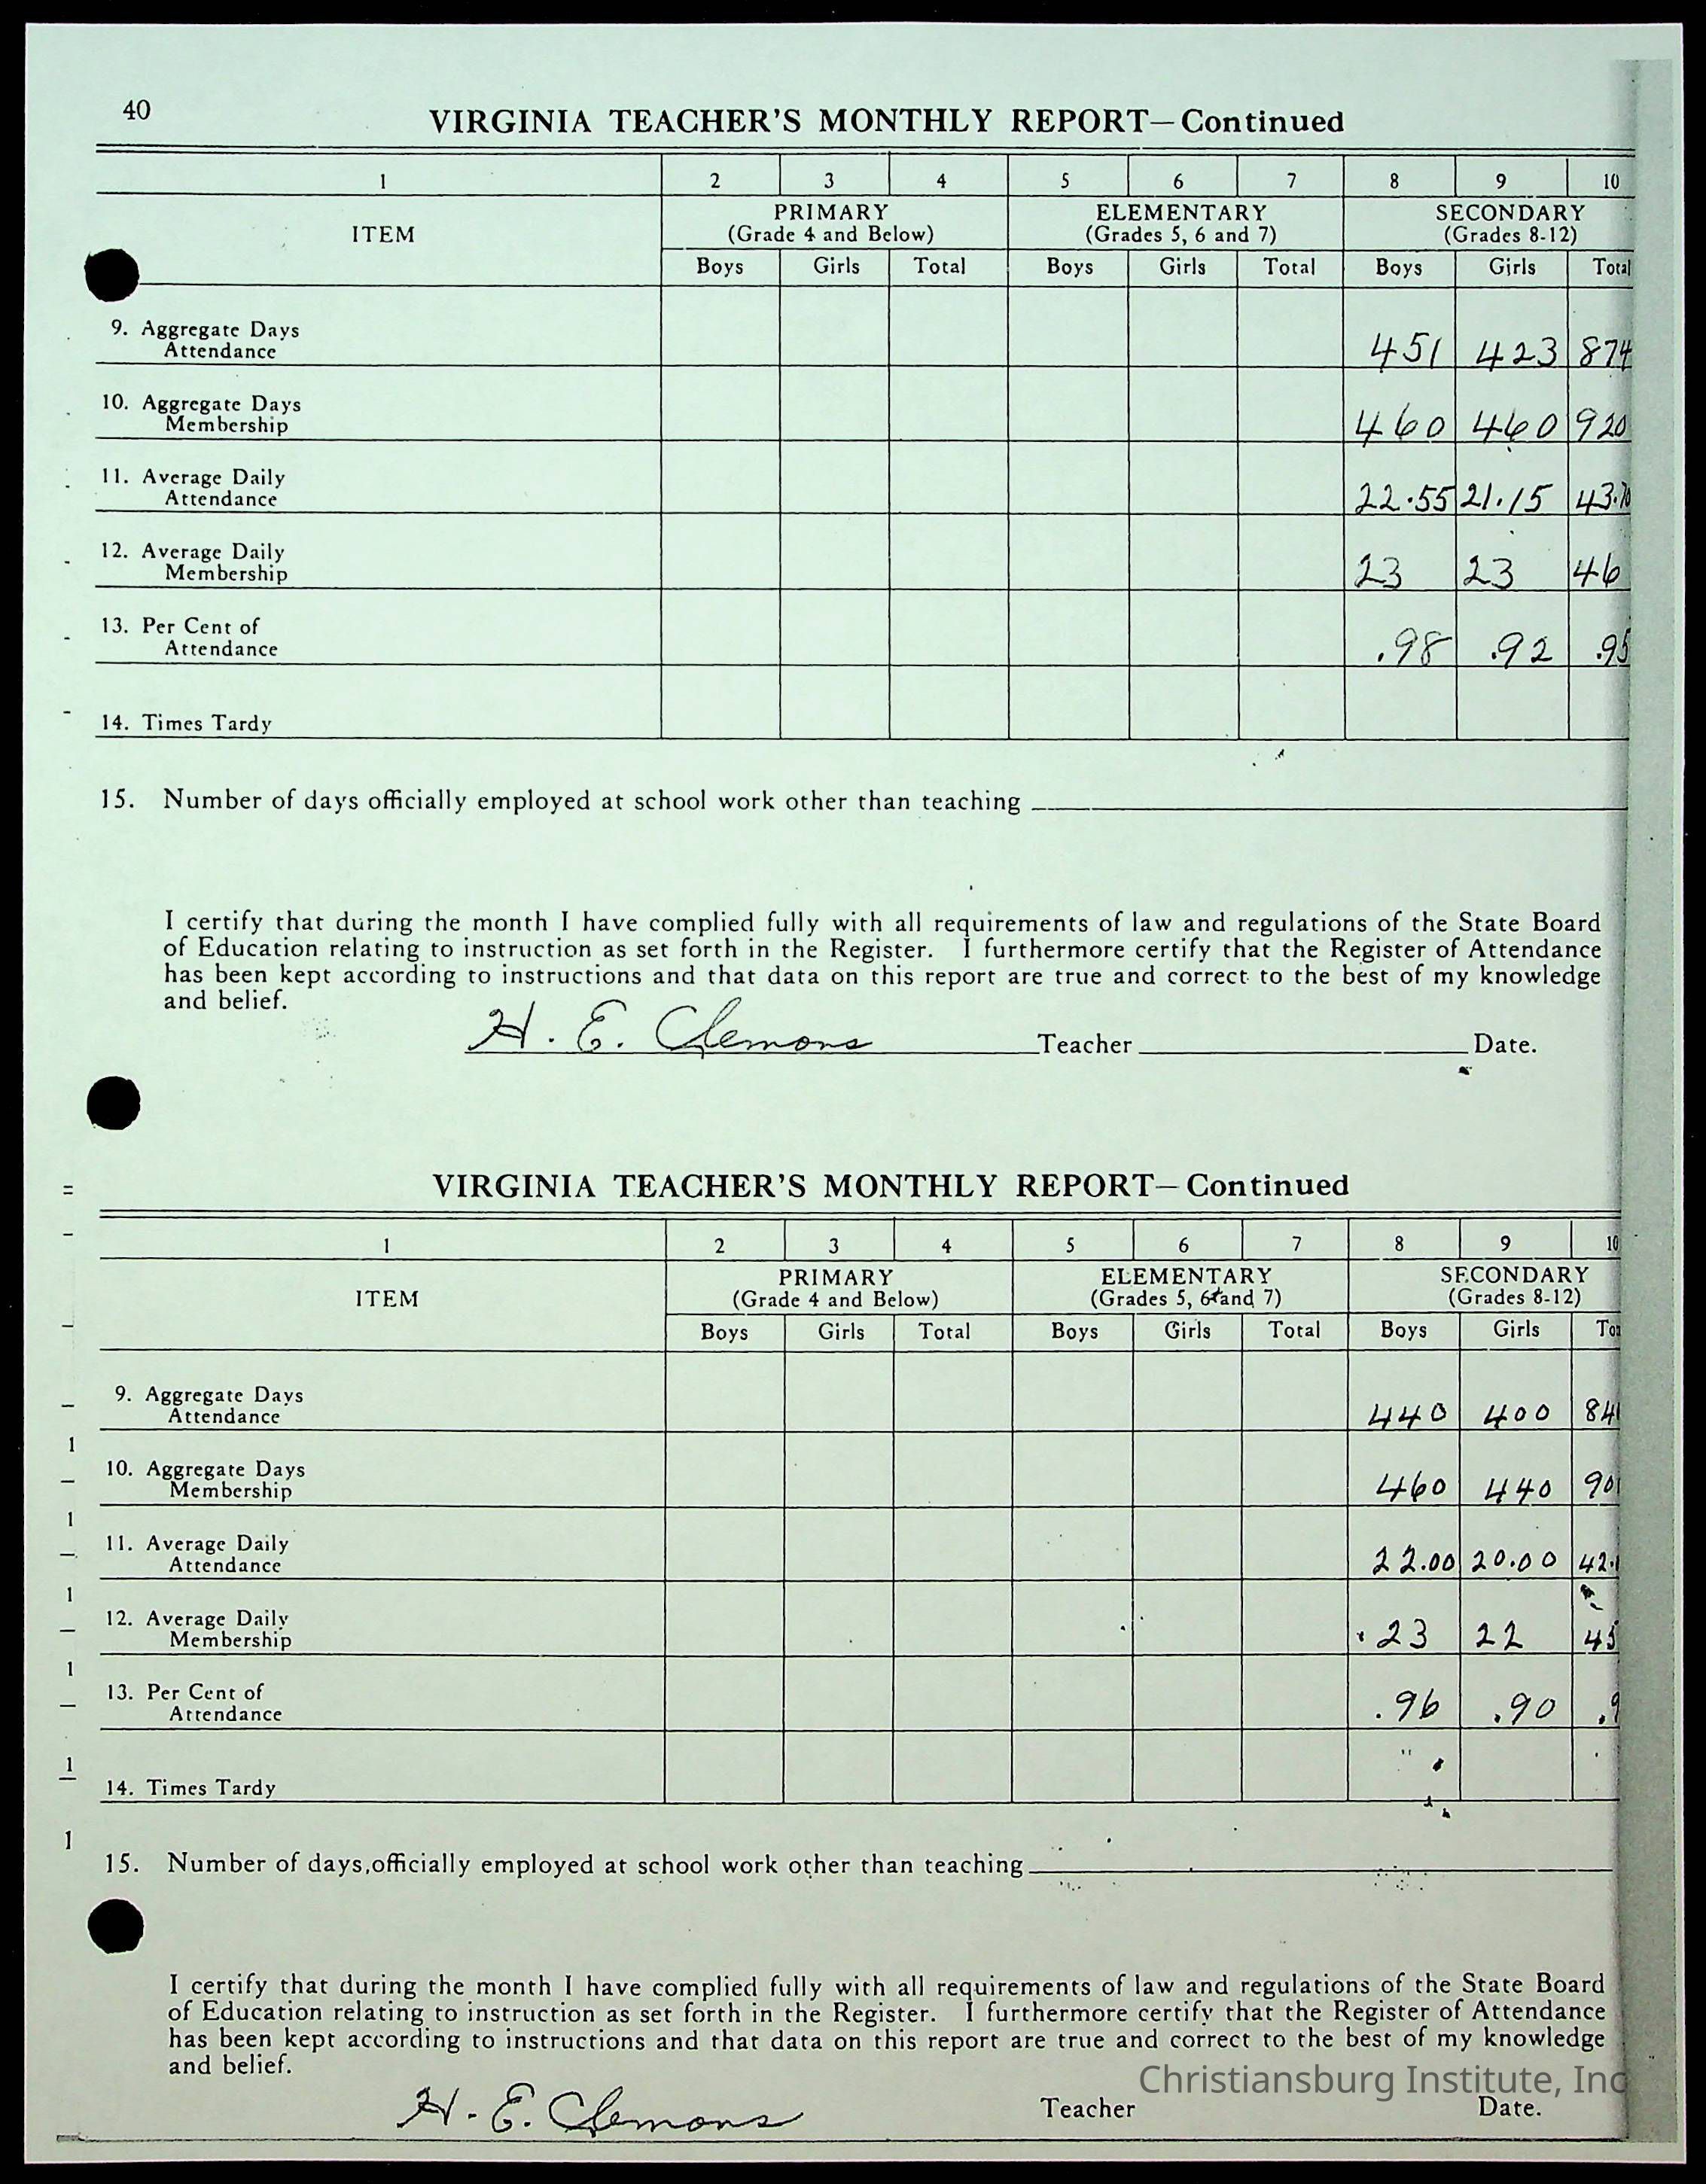 40
VIRGINIA TEACHER'S MONTHLY REPORT—Continued
1 2 3 4 5 6 7 8 9 10
ITEM PRIMARY (Grade 4 and Below) ELEMENTARY (Grades 5, 6 and 7) SECONDARY (Grades 8-12)
Boys Girls Total Boys Girls Total Boys Girls Total
9. Aggregate Days
Attendance 451 423 874
10. Aggregate Days
Membership 460 460 920
11. Average Daily
Attendance 22.55 21.15 43.70
12. Average Daily
Membership 23 23 46
13. Per Cent of
Attendance .98 .92 .95
14. Times Tardy
15. Number of days officially employed at school work other than teaching
I certify that during the month I have complied fully with all requirements of law and regulations of the State Board
of Education relating to instruction as set forth in the Register. I furthermore certify that the Register of Attendance
has been kept according to instructions and that data on this report are true and correct to the best of my knowledge
and belief.
H. E. Clemons Teacher Date.
VIRGINIA TEACHER'S MONTHLY REPORT—Continued
1 2 3 4 5 6 7 8 9 10
ITEM PRIMARY (Grade 4 and Below) ELEMENTARY (Grades 5, 6 and 7) SECONDARY (Grades 8-12)
Boys Girls Total Boys Girls Total Boys Girls
9. Aggregate Days
Attendance 440 400 84
10. Aggregate Days
Membership 460 440 90
11. Average Daily
Attendance 22.00 20.00 42.
12. Average Daily
Membership 23 22 45
13. Per Cent of
Attendance .96 .90 .9
14. Times Tardy
15. Number of days officially employed at school work other than teaching
I certify that during the month I have complied fully with all requirements of law and regulations of the State Board
of Education relating to instruction as set forth in the Register. I furthermore certify that the Register of Attendance
has been kept according to instructions and that data on this report are true and correct to the best of my knowledge
and belief.
Christiansburg Institute, Inc
H. E. Clemons Teacher Date.